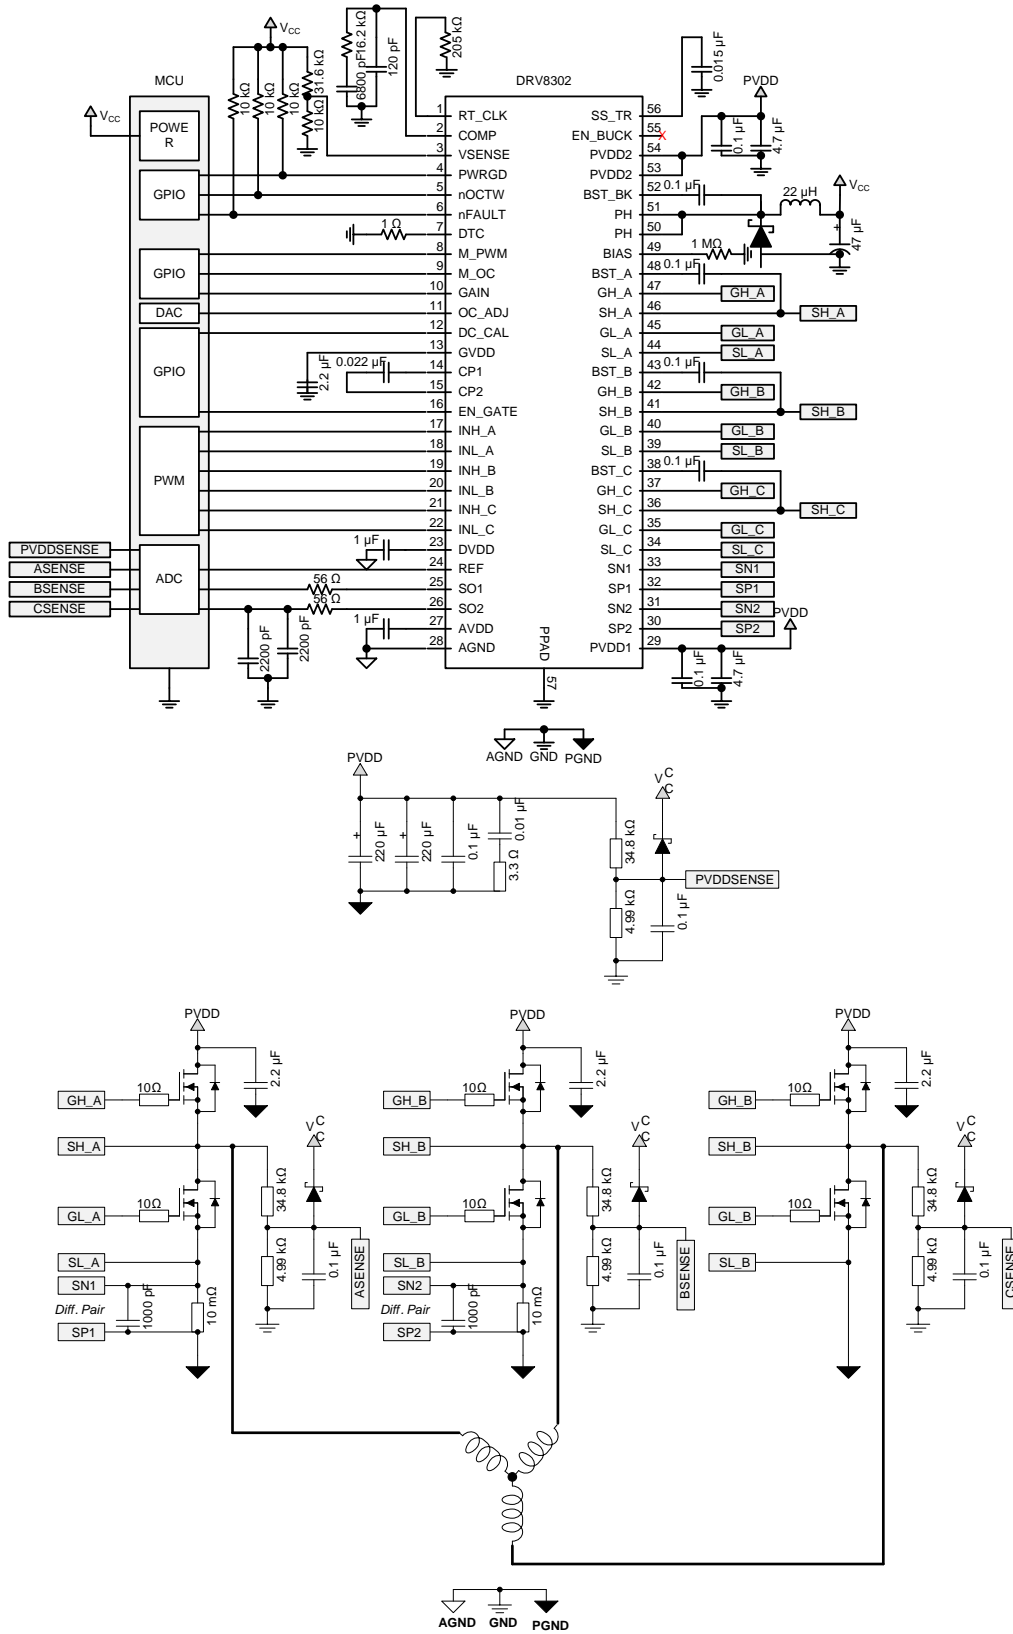 V_CC
MCU
V_CC
POWE
R
GPIO
GPIO
DAC
GPIO
PWM
ADC
PVDDSENSE
ASENSE
BSENSE
CSENSE
10 kΩ
10 kΩ
10 kΩ
31.6 kΩ
10 kΩ
6800 pF
16.2 kΩ
120 pF
205 kΩ
1 Ω
2.2 µF
0.022 µF
1 µF
56 Ω
56 Ω
2200 pF
2200 pF
1 µF
DRV8302
1 RT_CLK
2 COMP
3 VSENSE
4 PWRGD
5 nOCTW
6 nFAULT
7 DTC
8 M_PWM
9 M_OC
10 GAIN
11 OC_ADJ
12 DC_CAL
13 GVDD
14 CP1
15 CP2
16 EN_GATE
17 INH_A
18 INL_A
19 INH_B
20 INL_B
21 INH_C
22 INL_C
23 DVDD
24 REF
25 SO1
26 SO2
27 AVDD
28 AGND
PPAD
57
SS_TR 56
EN_BUCK 55
PVDD2 54
PVDD2 53
BST_BK 52
PH 51
PH 50
BIAS 49
BST_A 48
GH_A 47
SH_A 46
GL_A 45
SL_A 44
BST_B 43
GH_B 42
SH_B 41
GL_B 40
SL_B 39
BST_C 38
GH_C 37
SH_C 36
GL_C 35
SL_C 34
SN1 33
SP1 32
SN2 31
SP2 30
PVDD1 29
0.015 µF
PVDD
0.1 µF
4.7 µF
0.1 µF
22 µH
V_CC
+
47 µF
1 MΩ
0.1 µF
GH_A
SH_A
GL_A
SL_A
0.1 µF
GH_B
SH_B
GL_B
SL_B
0.1 µF
GH_C
SH_C
GL_C
SL_C
SN1
SP1
SN2
SP2
PVDD
0.1 µF
4.7 µF
AGND GND PGND
PVDD
+
220 µF
+
220 µF
0.1 µF
0.01 µF
3.3 Ω
34.8 kΩ
4.99 kΩ
V
C
C
PVDDSENSE
0.1 µF
PVDD
2.2 µF
GH_A
10Ω
SH_A
GL_A
10Ω
SL_A
SN1
Diff. Pair
SP1
1000 pF
10 mΩ
34.8 kΩ
4.99 kΩ
V
C
C
0.1 µF
ASENSE
PVDD
2.2 µF
GH_B
10Ω
SH_B
GL_B
10Ω
SL_B
SN2
Diff. Pair
SP2
1000 pF
10 mΩ
34.8 kΩ
4.99 kΩ
V
C
C
0.1 µF
BSENSE
PVDD
2.2 µF
GH_B
10Ω
SH_B
GL_B
10Ω
SL_B
34.8 kΩ
4.99 kΩ
V
C
C
0.1 µF
CSENSE
AGND GND PGND